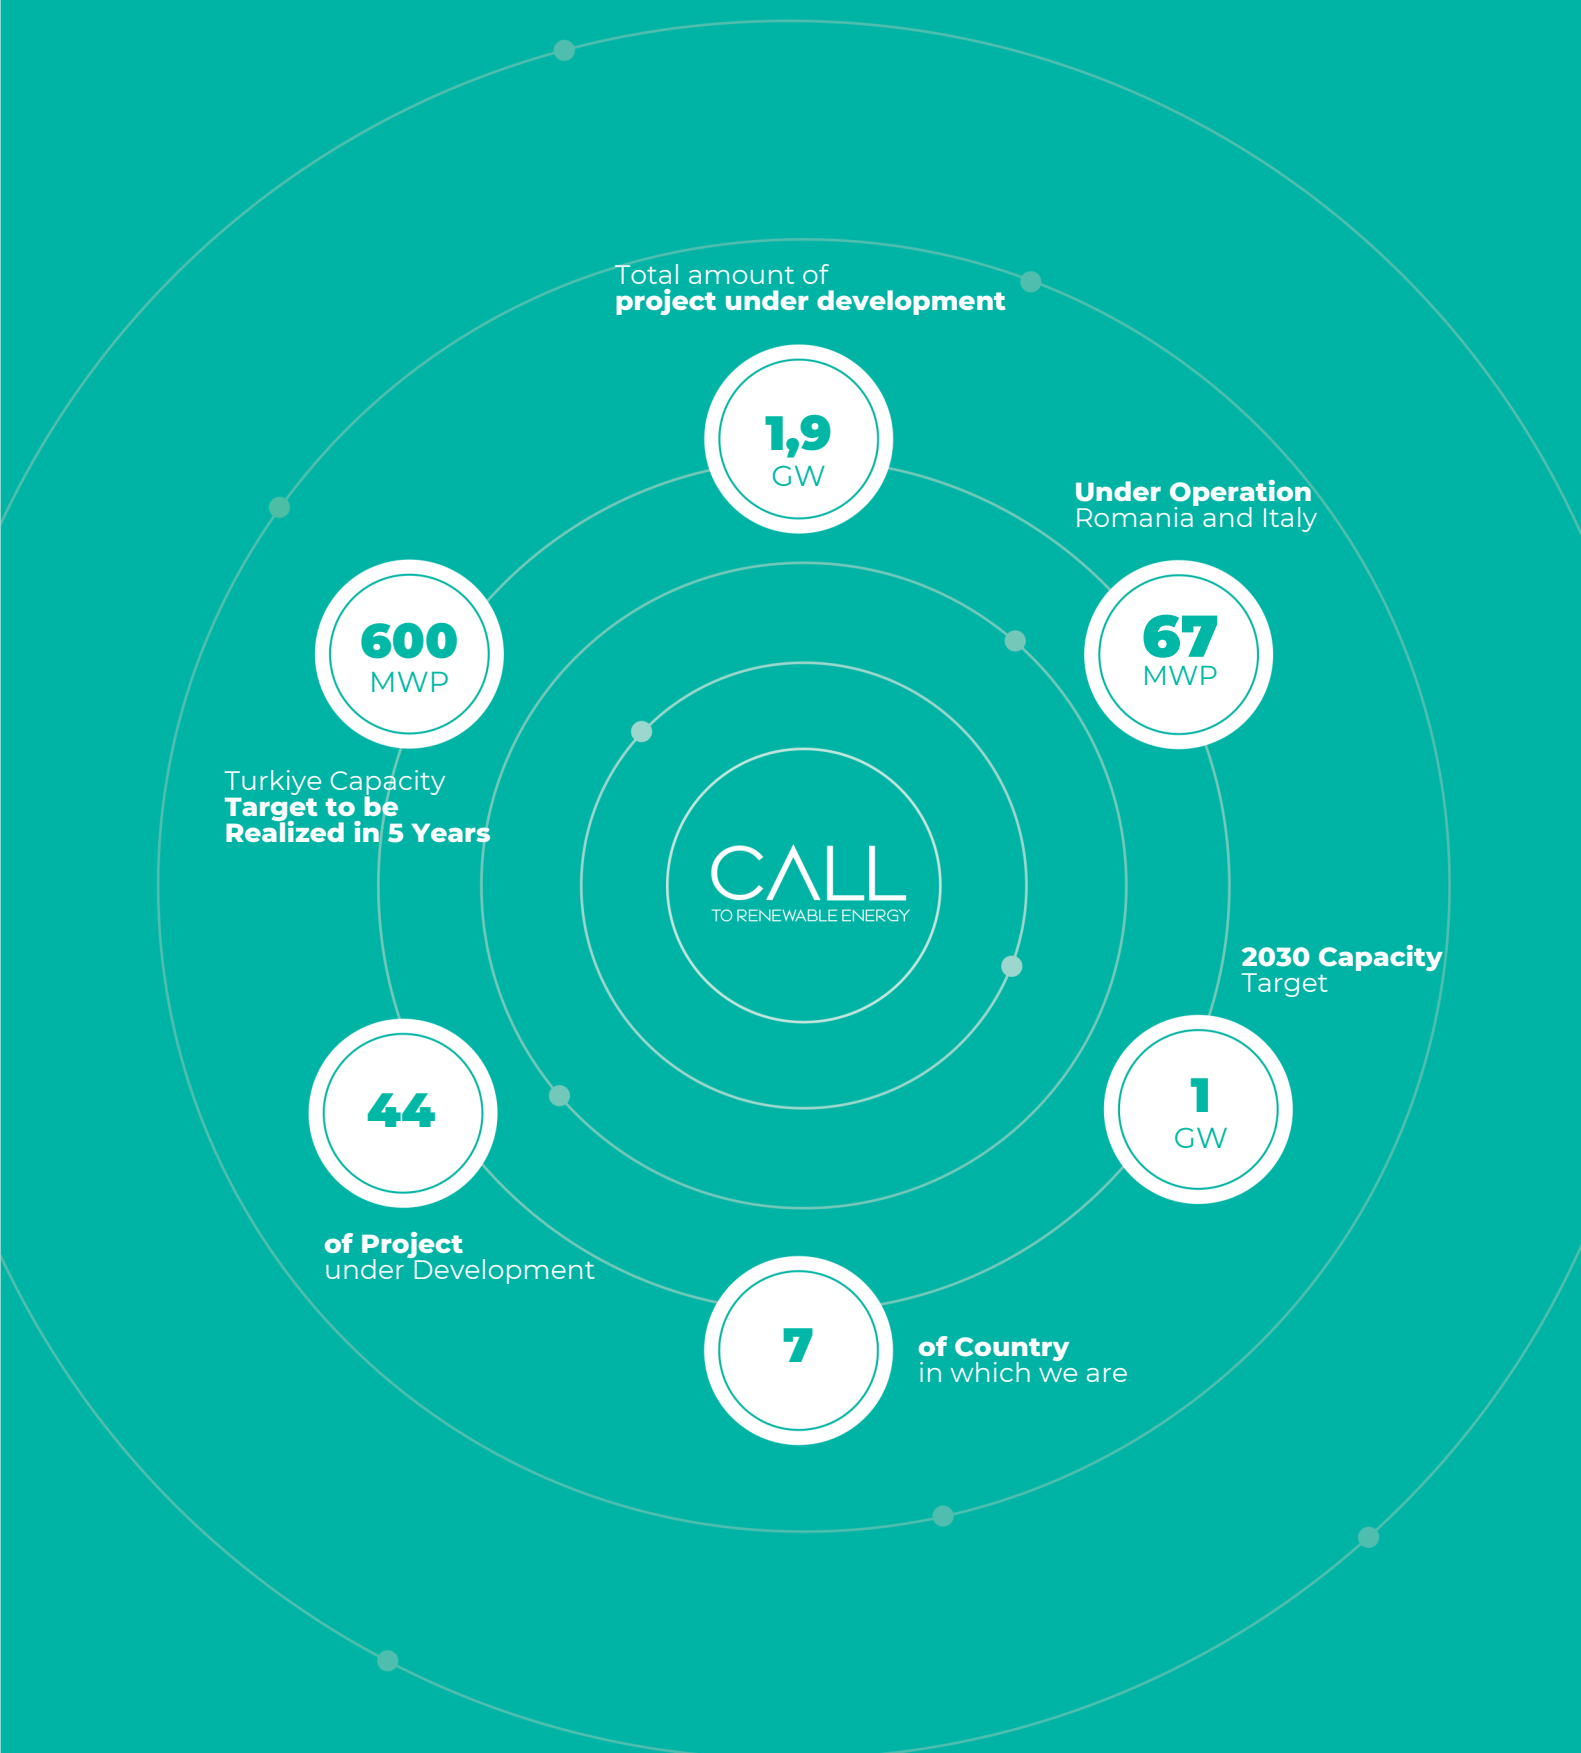 Total amount of
project under development
1,9
GW
Under Operation
Romania and Italy
67
MWP
600
MWP
Turkiye Capacity
Target to be
Realized in 5 Years
CALL
TO RENEWABLE ENERGY
2030 Capacity
Target
1
GW
44
of Project
under Development
7
of Country
in which we are